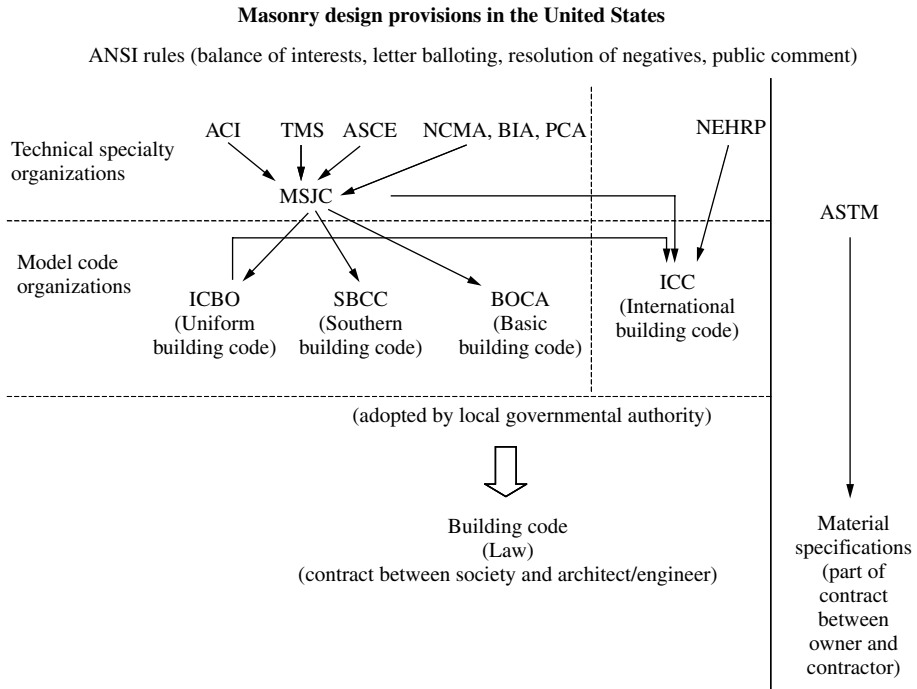 Masonry design provisions in the United States
ANSI rules (balance of interests, letter balloting, resolution of negatives, public comment)
Technical specialty
organizations
ACI
TMS
ASCE
NCMA, BIA, PCA
NEHRP
MSJC
ASTM
Model code
organizations
ICBO
(Uniform
building code)
SBCC
(Southern
building code)
BOCA
(Basic
building code)
ICC
(International
building code)
(adopted by local governmental authority)
Building code
(Law)
(contract between society and architect/engineer)
Material
specifications
(part of
contract
between
owner and
contractor)